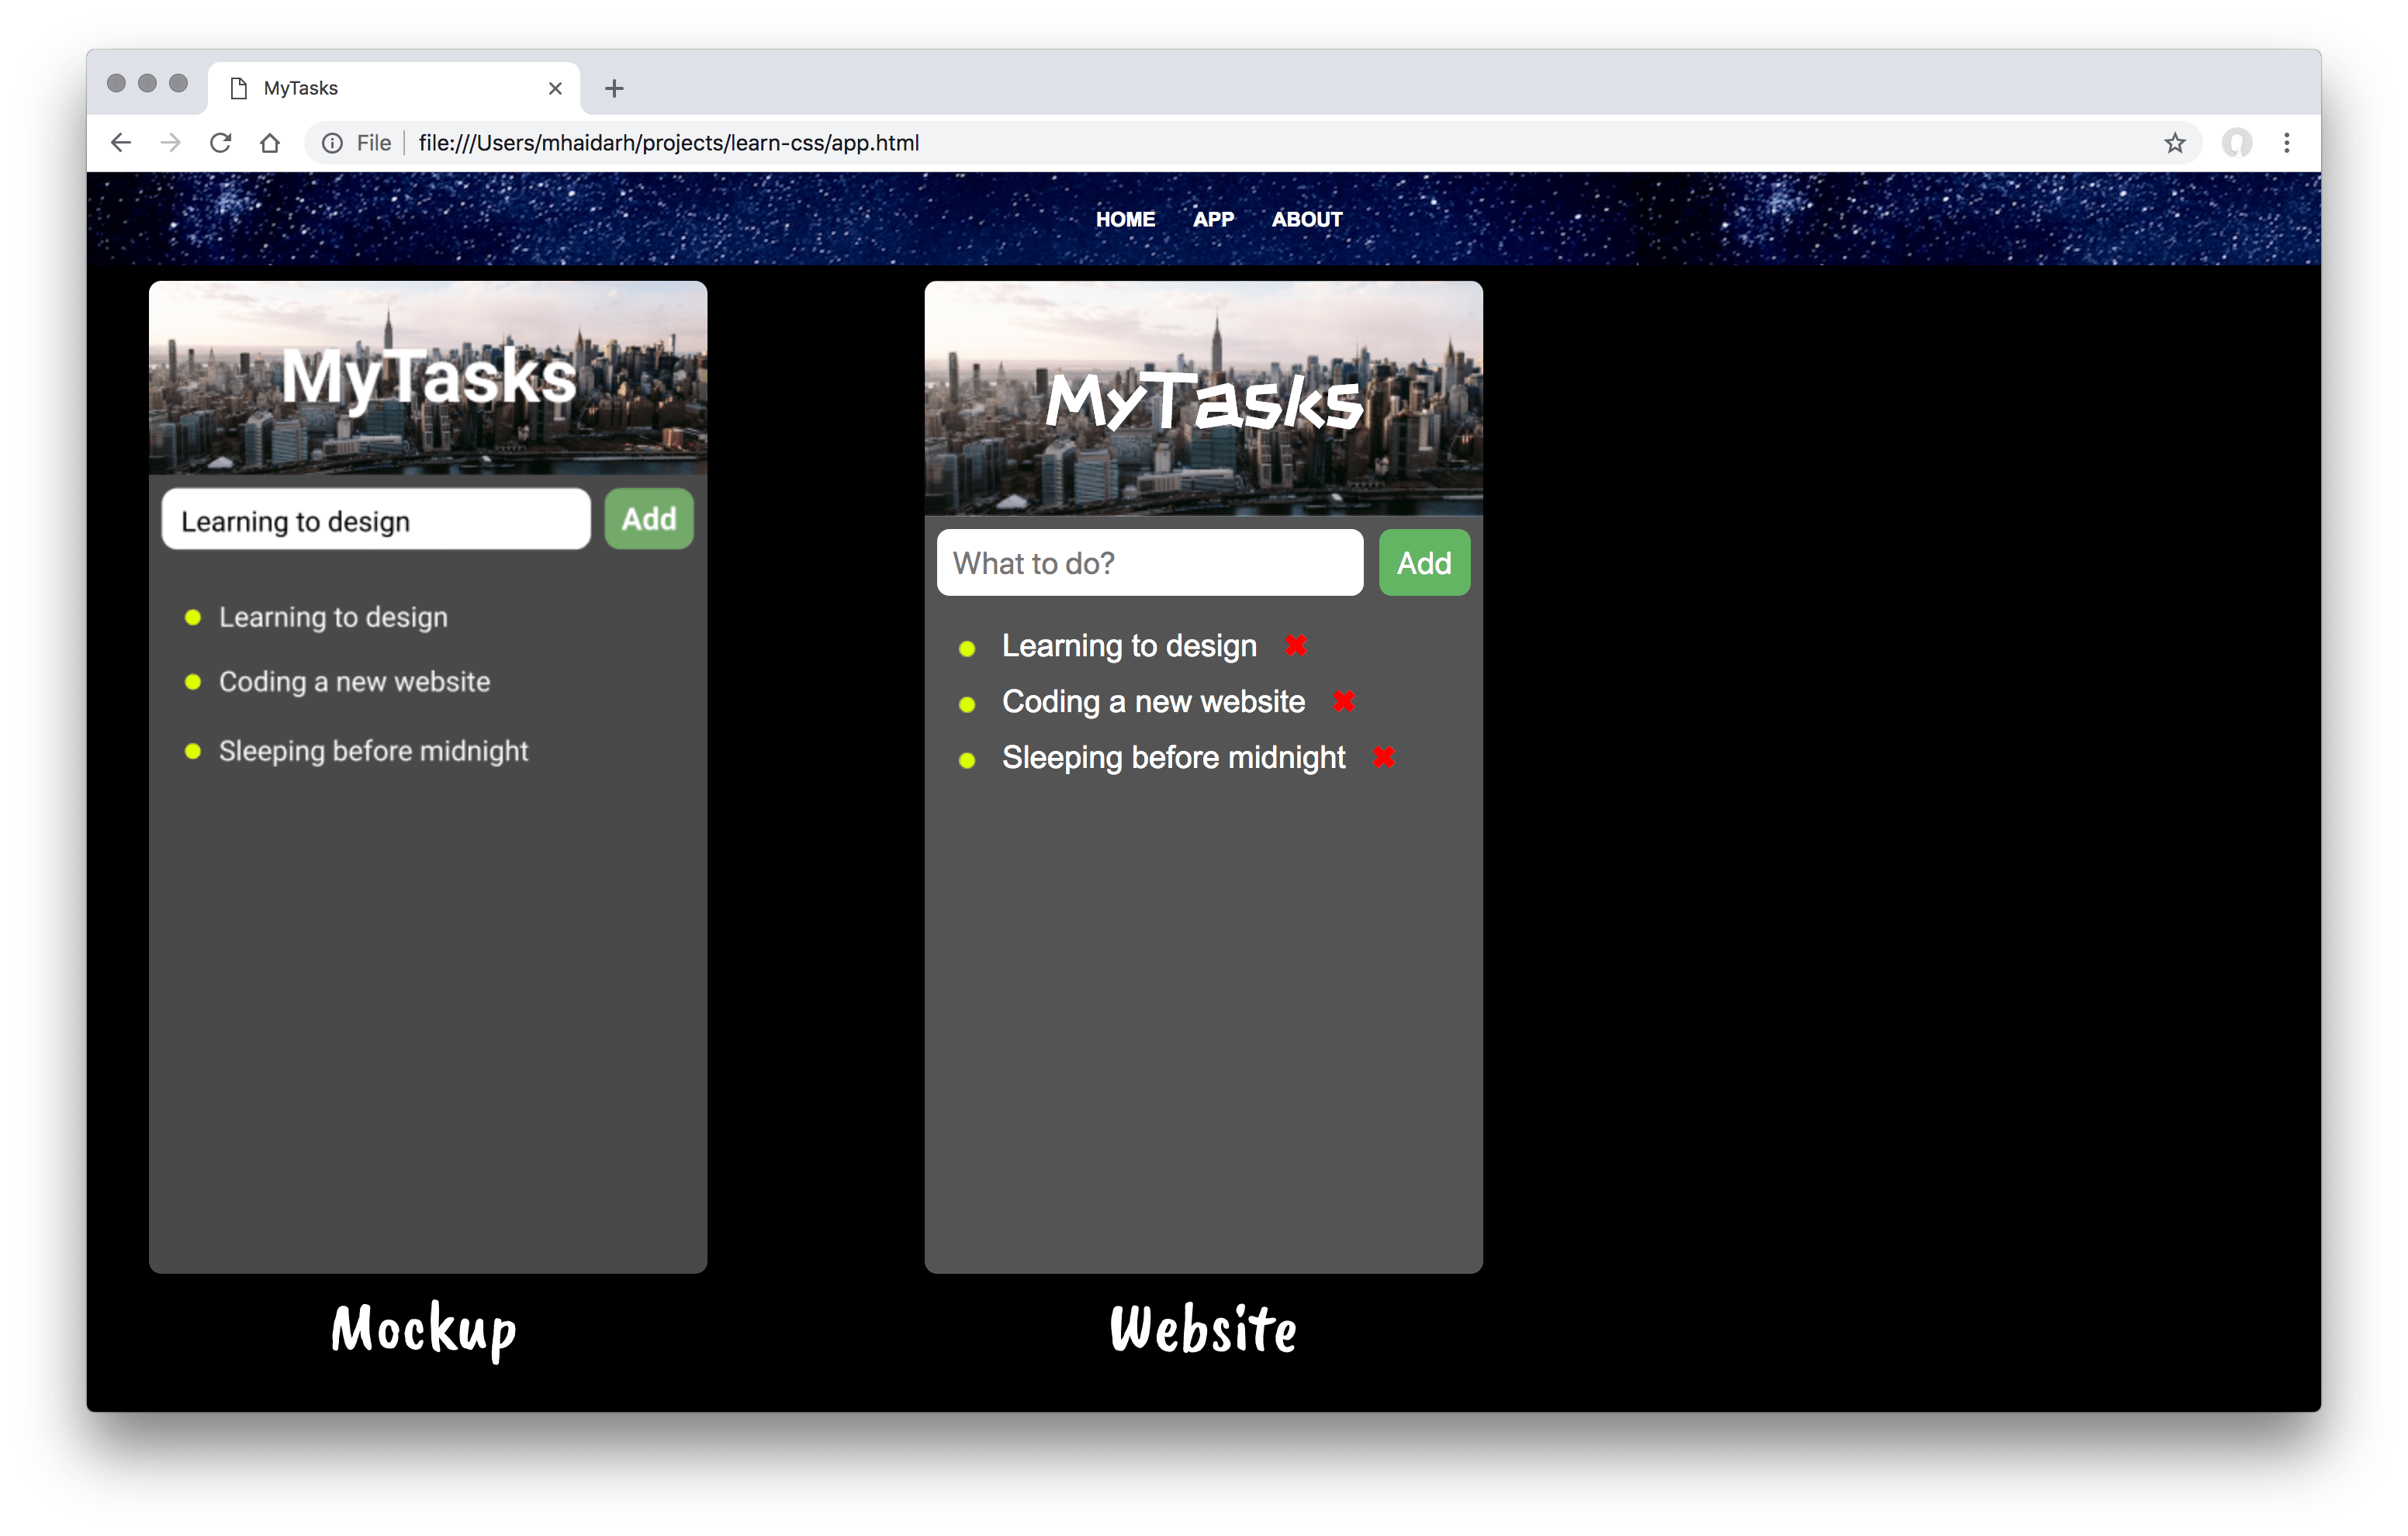 MyTasks
File
file:///Users/mhaidarh/projects/learn-css/app.html
HOME APP ABOUT
MyTasks
Learning to design
Add
Learning to design
Coding a new website
Sleeping before midnight
Mockup
MyTasks
What to do?
Add
Learning to design ✖
Coding a new website ✖
Sleeping before midnight ✖
Website